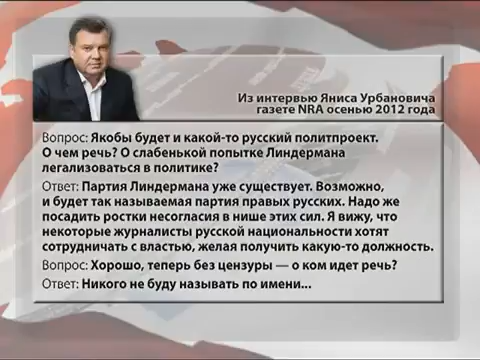 Из интервью Яниса Урбановича
газете NRA осенью 2012 года
Вопрос: Якобы будет и какой-то русский политпроект.
О чем речь? О слабенькой попытке Линдермана
легализоваться в политике?
Ответ: Партия Линдермана уже существует. Возможно,
и будет так называемая партия правых русских. Надо же
посадить ростки несогласия в нише этих сил. Я вижу, что
некоторые журналисты русской национальности хотят
сотрудничать с властью, желая получить какую-то должность.
Вопрос: Хорошо, теперь без цензуры — о ком идет речь?
Ответ: Никого не буду называть по имени...